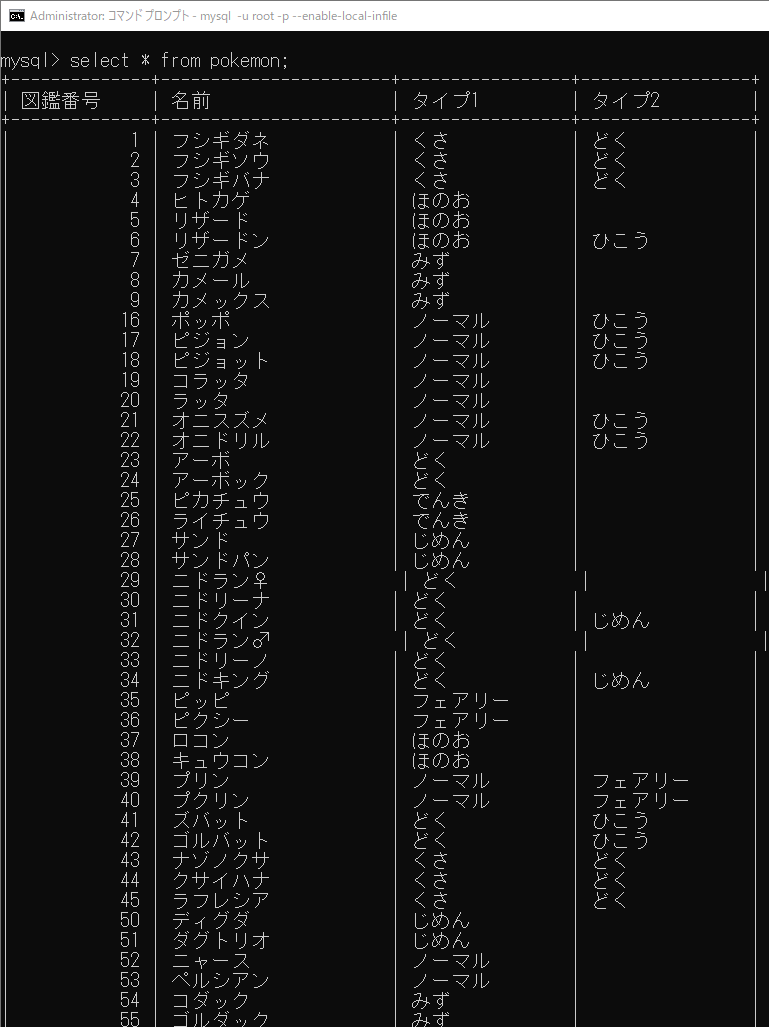 Administrator: コマンド プロンプト - mysql  -u root -p --enable-local-infile
mysql> select * from pokemon;
+--------------+-----------------------+-----------------+-----------------+
| 図鑑番号 | 名前 | タイプ1 | タイプ2 |
+--------------+-----------------------+-----------------+-----------------+
| 1 | フシギダネ | くさ | どく |
| 2 | フシギソウ | くさ | どく |
| 3 | フシギバナ | くさ | どく |
| 4 | ヒトカゲ | ほのお | |
| 5 | リザード | ほのお | |
| 6 | リザードン | ほのお | ひこう |
| 7 | ゼニガメ | みず | |
| 8 | カメール | みず | |
| 9 | カメックス | みず | |
| 16 | ポッポ | ノーマル | ひこう |
| 17 | ピジョン | ノーマル | ひこう |
| 18 | ピジョット | ノーマル | ひこう |
| 19 | コラッタ | ノーマル | |
| 20 | ラッタ | ノーマル | |
| 21 | オニスズメ | ノーマル | ひこう |
| 22 | オニドリル | ノーマル | ひこう |
| 23 | アーボ | どく | |
| 24 | アーボック | どく | |
| 25 | ピカチュウ | でんき | |
| 26 | ライチュウ | でんき | |
| 27 | サンド | じめん | |
| 28 | サンドパン | じめん | |
| 29 | ニドラン♀ | どく | |
| 30 | ニドリーナ | どく | |
| 31 | ニドクイン | どく | じめん |
| 32 | ニドラン♂ | どく | |
| 33 | ニドリーノ | どく | |
| 34 | ニドキング | どく | じめん |
| 35 | ピッピ | フェアリー | |
| 36 | ピクシー | フェアリー | |
| 37 | ロコン | ほのお | |
| 38 | キュウコン | ほのお | |
| 39 | プリン | ノーマル | フェアリー |
| 40 | プクリン | ノーマル | フェアリー |
| 41 | ズバット | どく | ひこう |
| 42 | ゴルバット | どく | ひこう |
| 43 | ナゾノクサ | くさ | どく |
| 44 | クサイハナ | くさ | どく |
| 45 | ラフレシア | くさ | どく |
| 50 | ディグダ | じめん | |
| 51 | ダグトリオ | じめん | |
| 52 | ニャース | ノーマル | |
| 53 | ペルシアン | ノーマル | |
| 54 | コダック | みず | |
| 55 | ゴルダック | みず | |